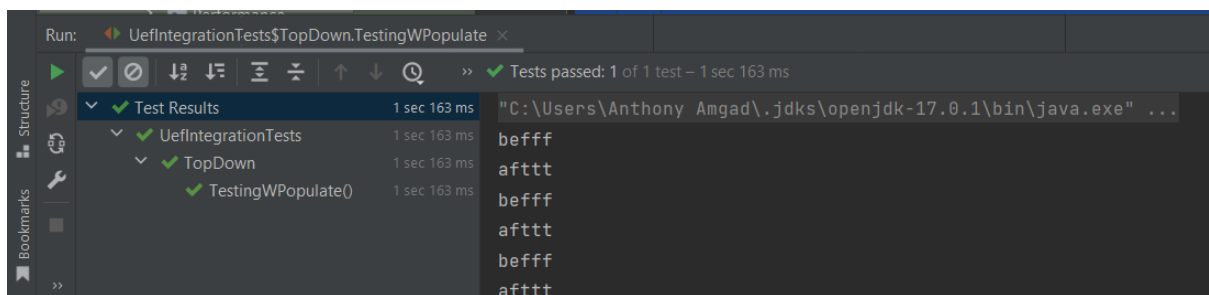 Performance
Run: UefIntegrationTests$TopDown.TestingWPopulate ×
» Tests passed: 1 of 1 test – 1 sec 163 ms
Test Results 1 sec 163 ms
UefIntegrationTests 1 sec 163 ms
TopDown 1 sec 163 ms
TestingWPopulate() 1 sec 163 ms
"C:\Users\Anthony Amgad\.jdks\openjdk-17.0.1\bin\java.exe" ...
befff
afttt
befff
afttt
befff
afttt
Structure
Bookmarks
»